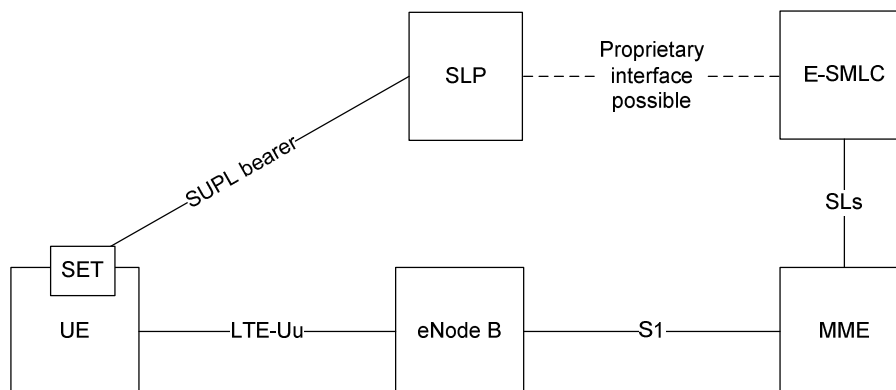 SLP
Proprietary
interface
possible
E-SMLC
SUPL bearer
SLs
SET
UE
LTE-Uu
eNode B
S1
MME